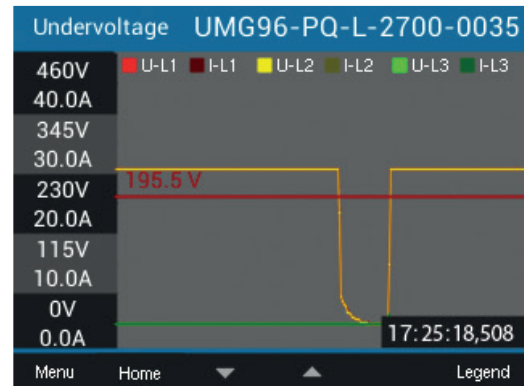 Undervoltage UMG96-PQ-L-2700-0035
U-L1 I-L1 U-L2 I-L2 U-L3 I-L3
460V
40.0A
345V
30.0A
195.5 V
230V
20.0A
115V
10.0A
0V
0.0A
17:25:18,508
Menu Home Legend